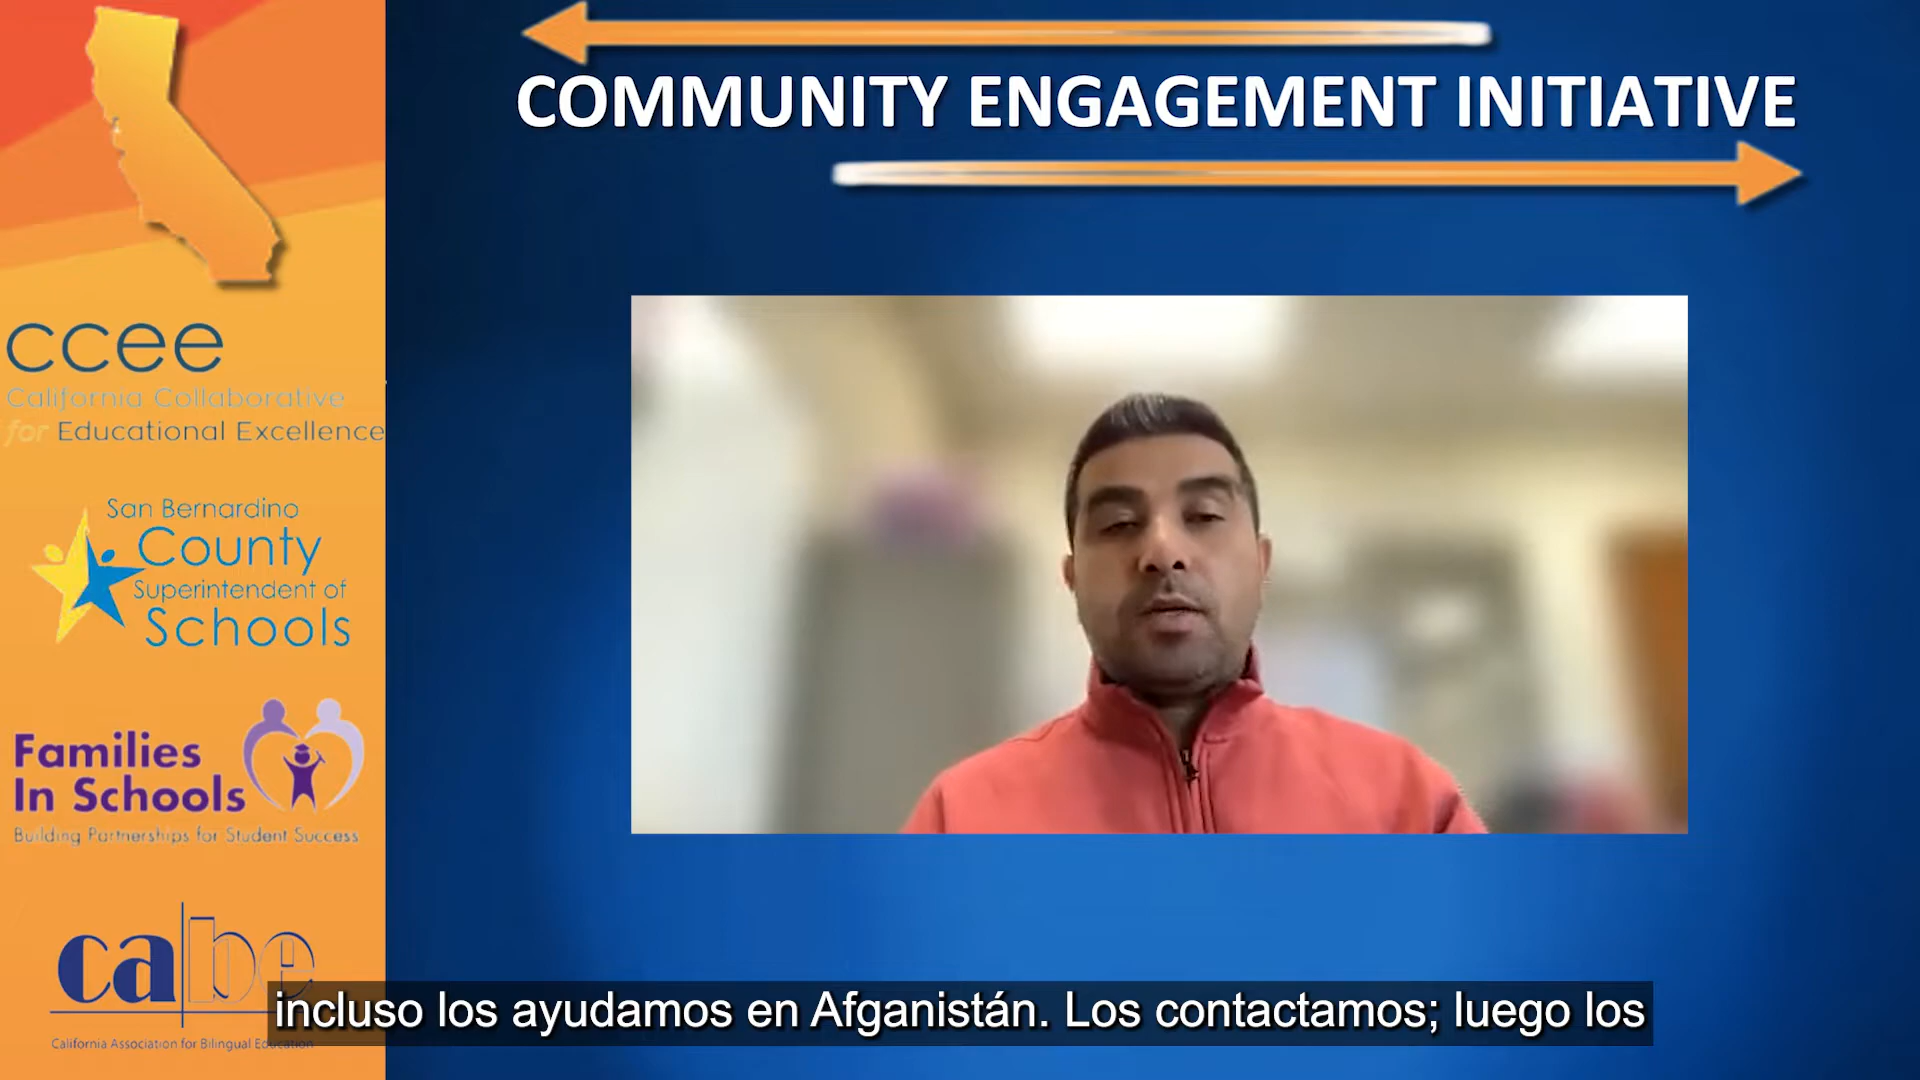 COMMUNITY ENGAGEMENT INITIATIVE
ccee
California Collaborative
for Educational Excellence
San Bernardino
County
Superintendent of
Schools
Families
In Schools
Building Partnerships for Student Success
cabe
California Association for Bilingual Education
incluso los ayudamos en Afganistán. Los contactamos; luego los